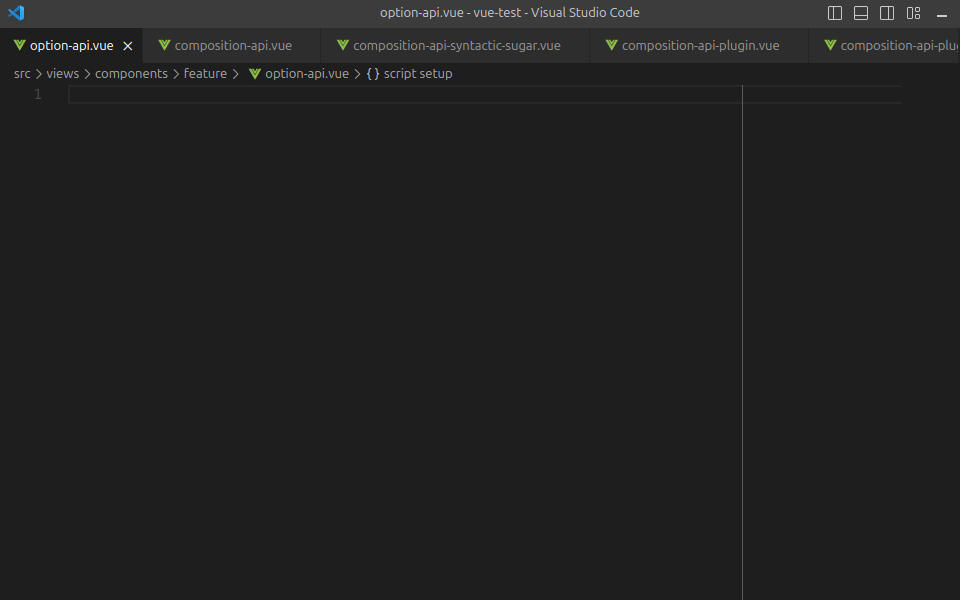 option-api.vue - vue-test - Visual Studio Code
option-api.vue composition-api.vue composition-api-syntactic-sugar.vue composition-api-plugin.vue composition-api-plu
src > views > components > feature > option-api.vue > {} script setup
1